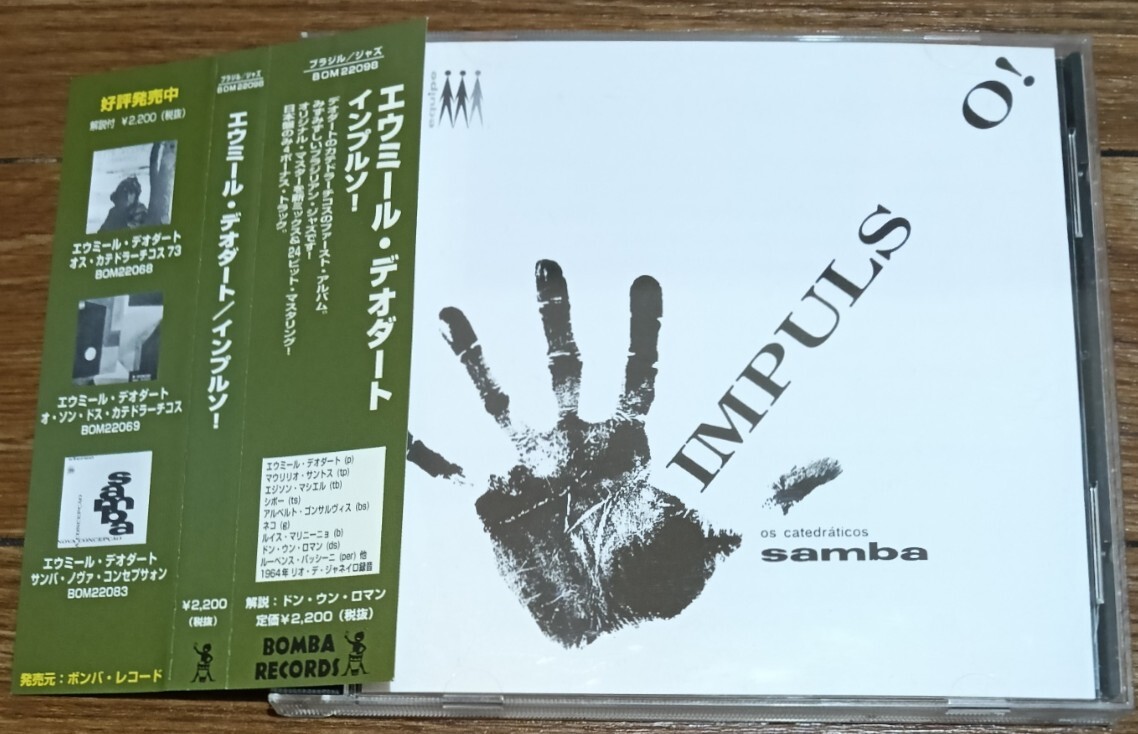 好評発売中
解説付 ¥2,200 (税抜)
エウミール・デオダート
オス・カテドラーチコス 73
BOM22068
エウミール・デオダート
オ・ソン・ドス・カテドラーチコス
BOM22069
samba
NOVA CONCEPÇÃO
エウミール・デオダート
サンバ・ノヴァ・コンセプサォン
BOM22083
発売元：ボンバ・レコード
ブラジル／ジャズ
BOM22098
エウミール・デオダート／インプルソ！
¥2,200
(税抜)
ブラジル／ジャズ
BOM22098
エウミール・デオダート
インプルソ！
デオダートのカテドラーチコスのファースト・アルバム。
みずみずしいブラジリアン・ジャズです！
オリジナル・マスターを新ミックス& 24ビット・マスタリング！
日本盤のみ4ボーナス・トラック。
エウミール・デオダート (p)
マウリリオ・サントス (tp)
エジソン・マシエル (tb)
シポー (ts)
アルベルト・ゴンサルヴィス (bs)
ネコ (g)
ルイス・マリーニョ (b)
ドン・ウン・ロマン (ds)
ルーベンス・バッシーニ (per) 他
1964年 リオ・デ・ジャネイロ録音
解説：ドン・ウン・ロマン
定価¥2,200 (税抜)
BOMBA
RECORDS
equipe
IMPULS
O!
os catedráticos
samba